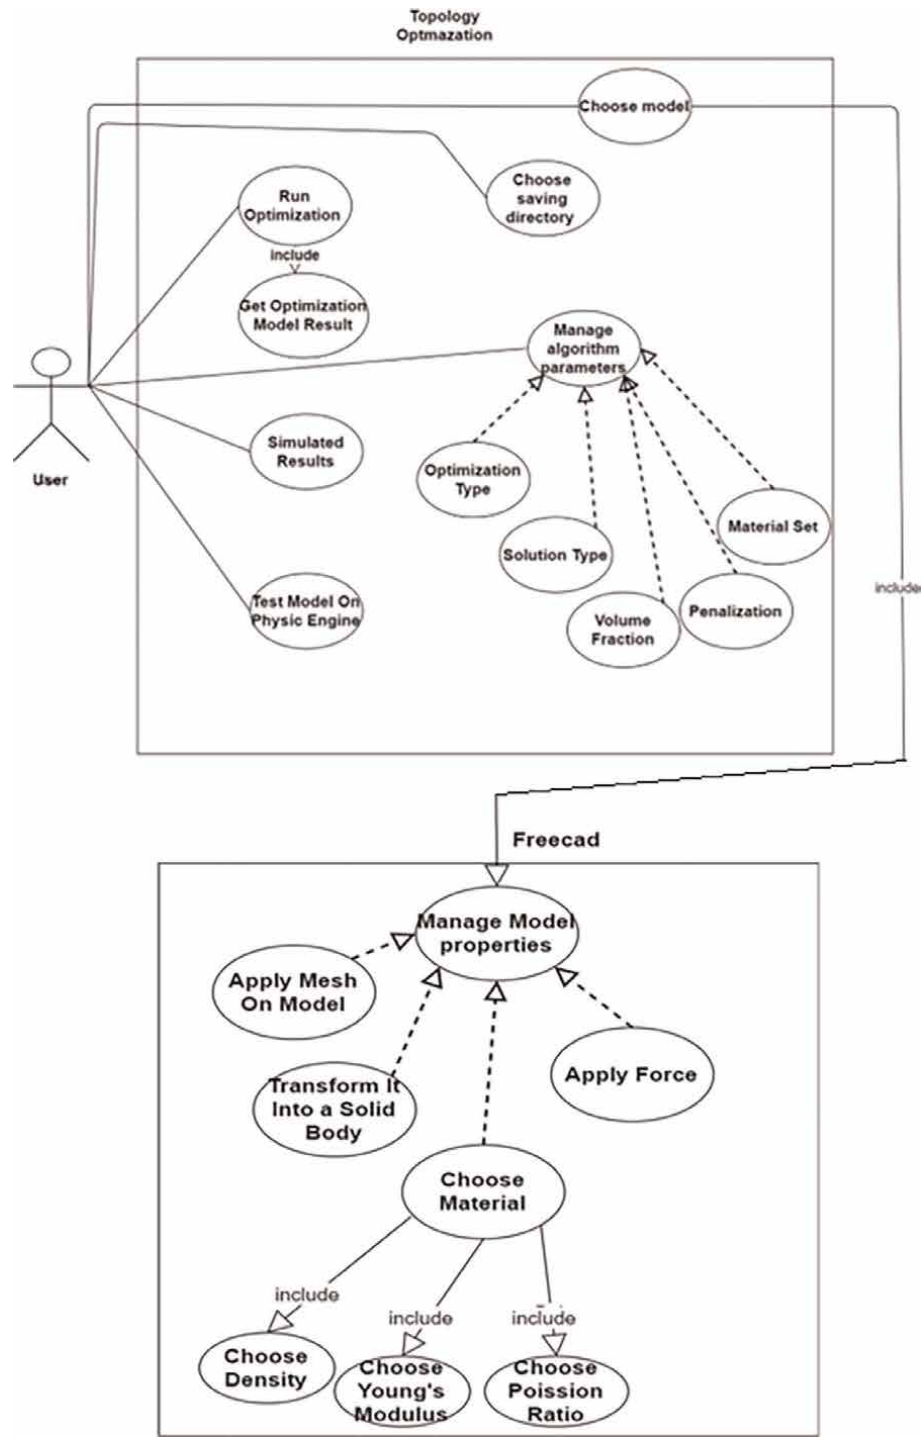 Topology
Optmazation
Choose model
Choose
saving
directory
Run
Optimization
include
Get Optimization
Model Result
Manage
algorithm
parameters
Simulated
Results
User
Optimization
Type
Material Set
Solution Type
Test Model On
Physic Engine
Volume
Fraction
Penalization
include
Freecad
Manage Model
properties
Apply Mesh
On Model
Transform It
Into a Solid
Body
Apply Force
Choose
Material
include
include
include
Choose
Density
Choose
Young's
Modulus
Choose
Poission
Ratio